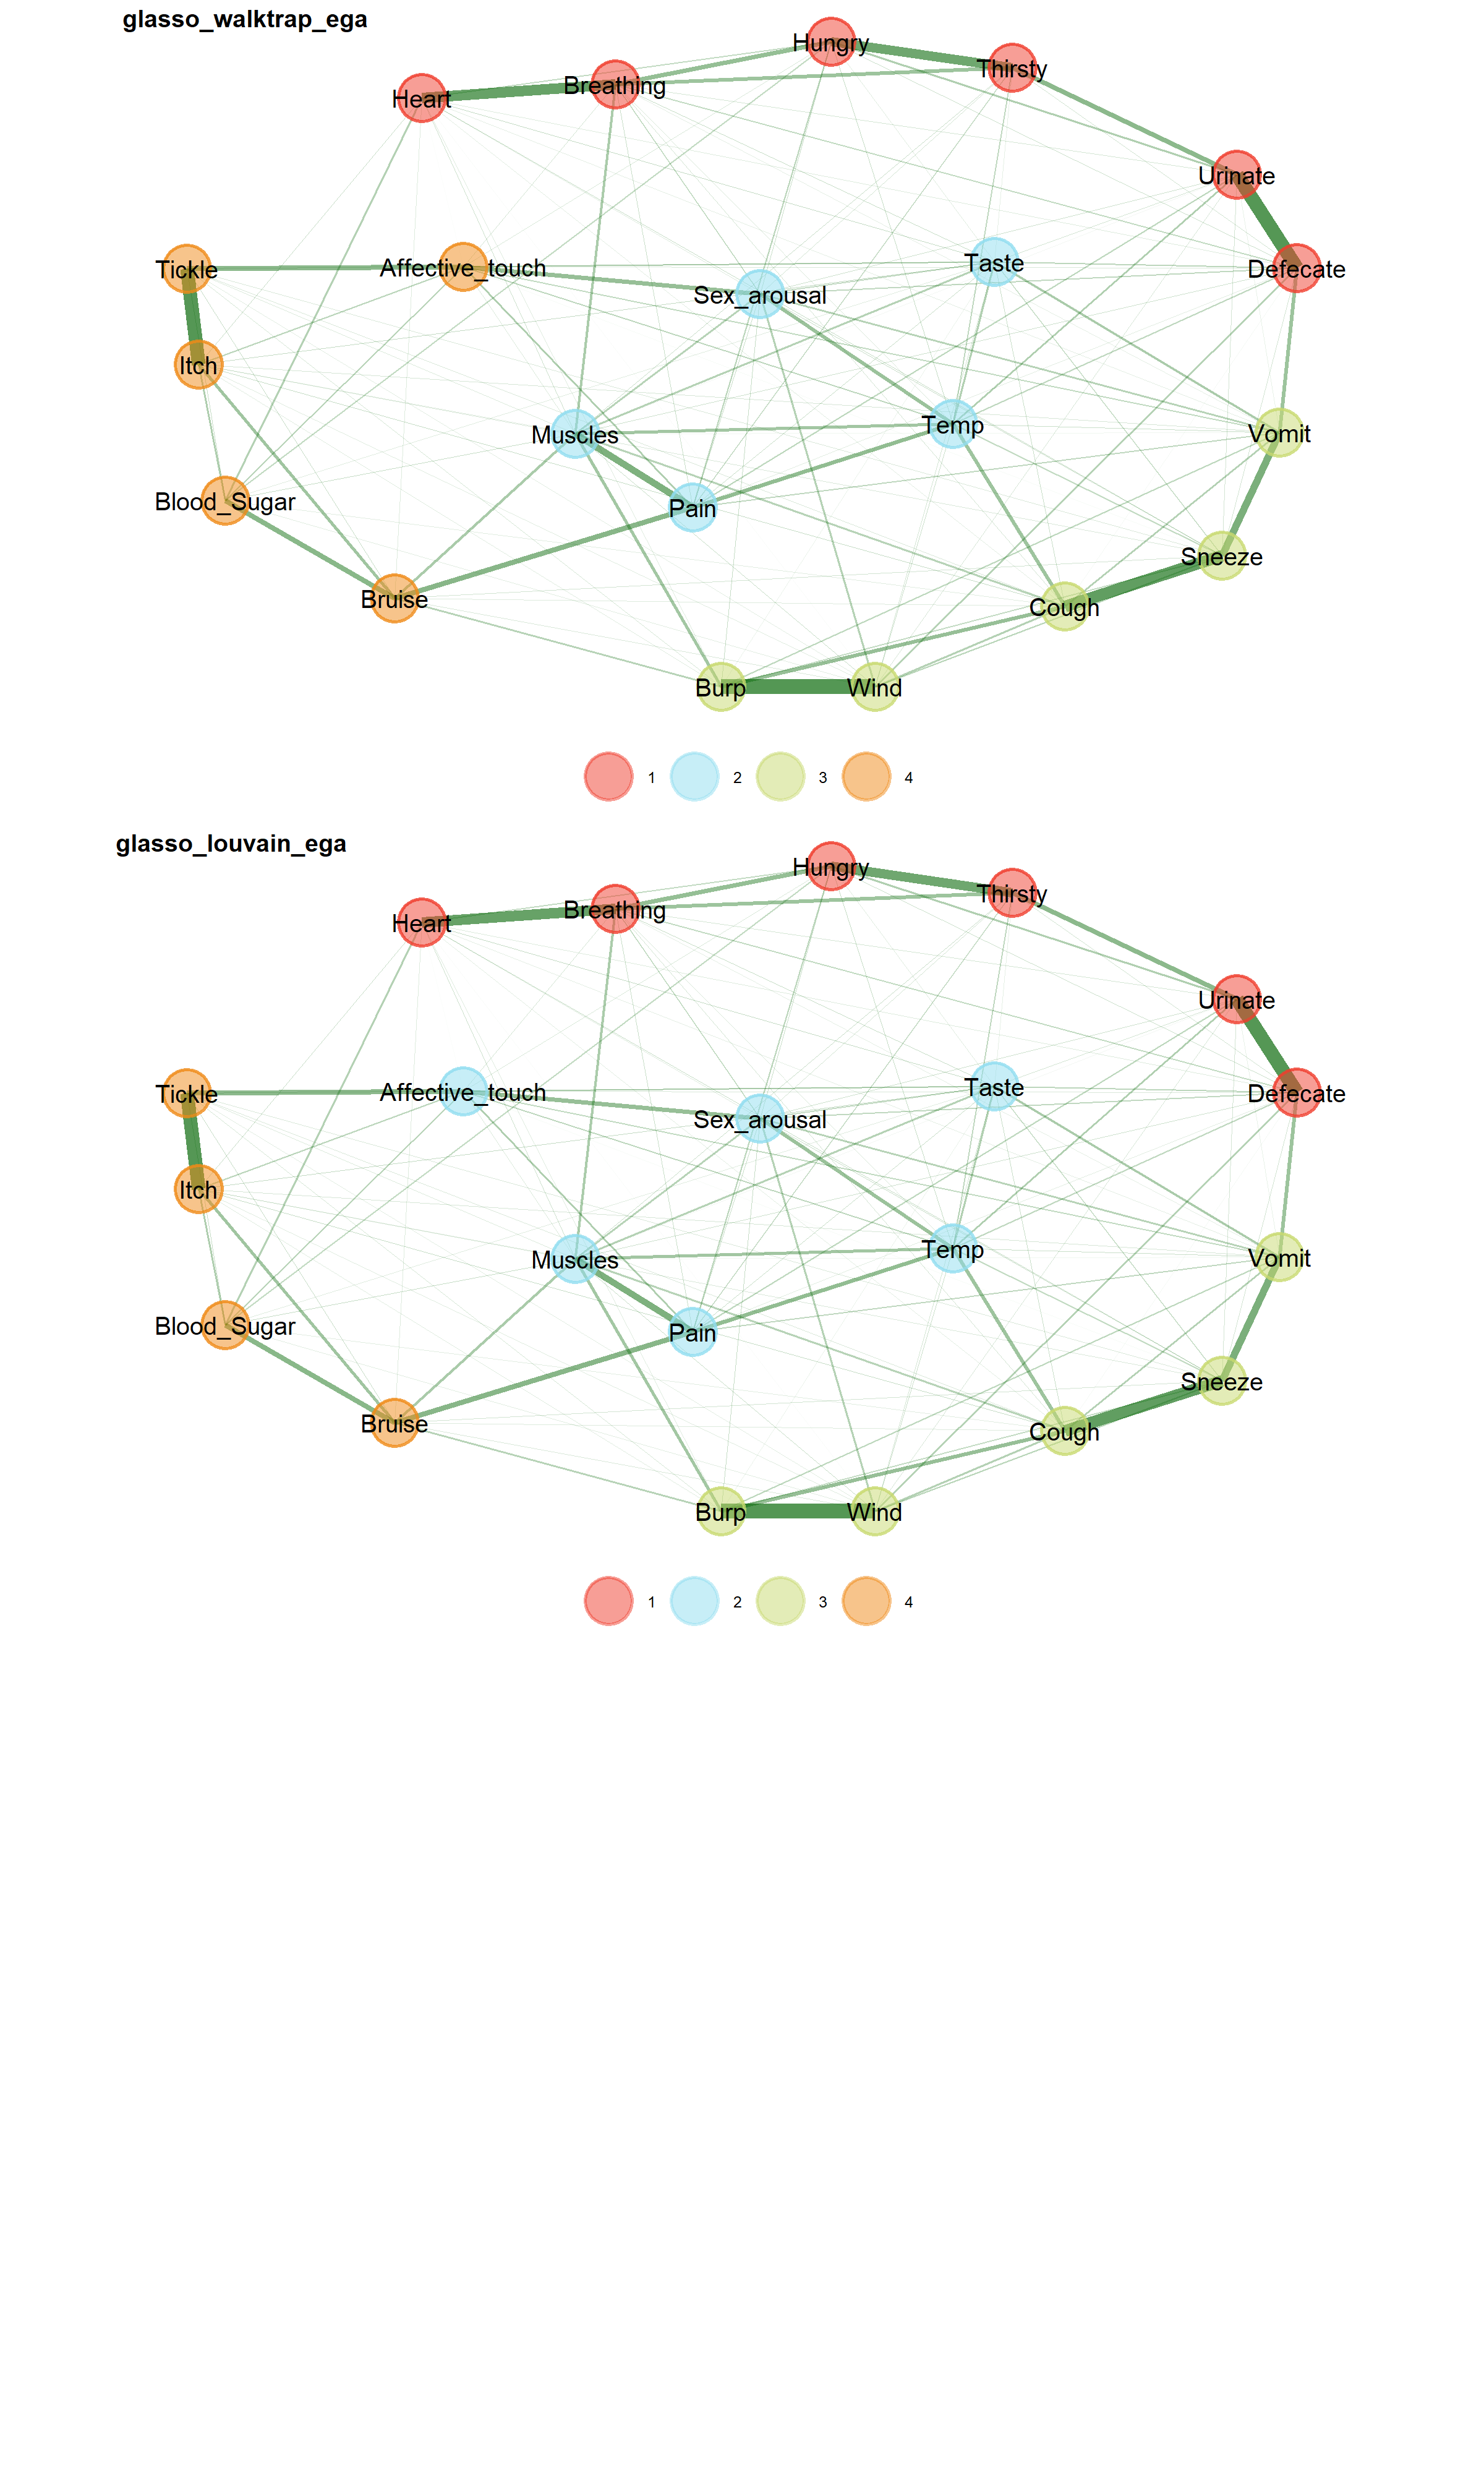 glasso_walktrap_ega
Hungry
Thirsty
Breathing
Heart
Urinate
Taste
Defecate
Tickle
Affective_touch
Sex_arousal
Itch
Temp
Muscles
Vomit
Blood_Sugar
Pain
Sneeze
Bruise
Cough
Burp
Wind
1 2 3 4
glasso_louvain_ega
Hungry
Thirsty
Breathing
Heart
Urinate
Taste
Defecate
Tickle
Affective_touch
Sex_arousal
Itch
Temp
Muscles
Vomit
Blood_Sugar
Pain
Sneeze
Bruise
Cough
Burp
Wind
1 2 3 4